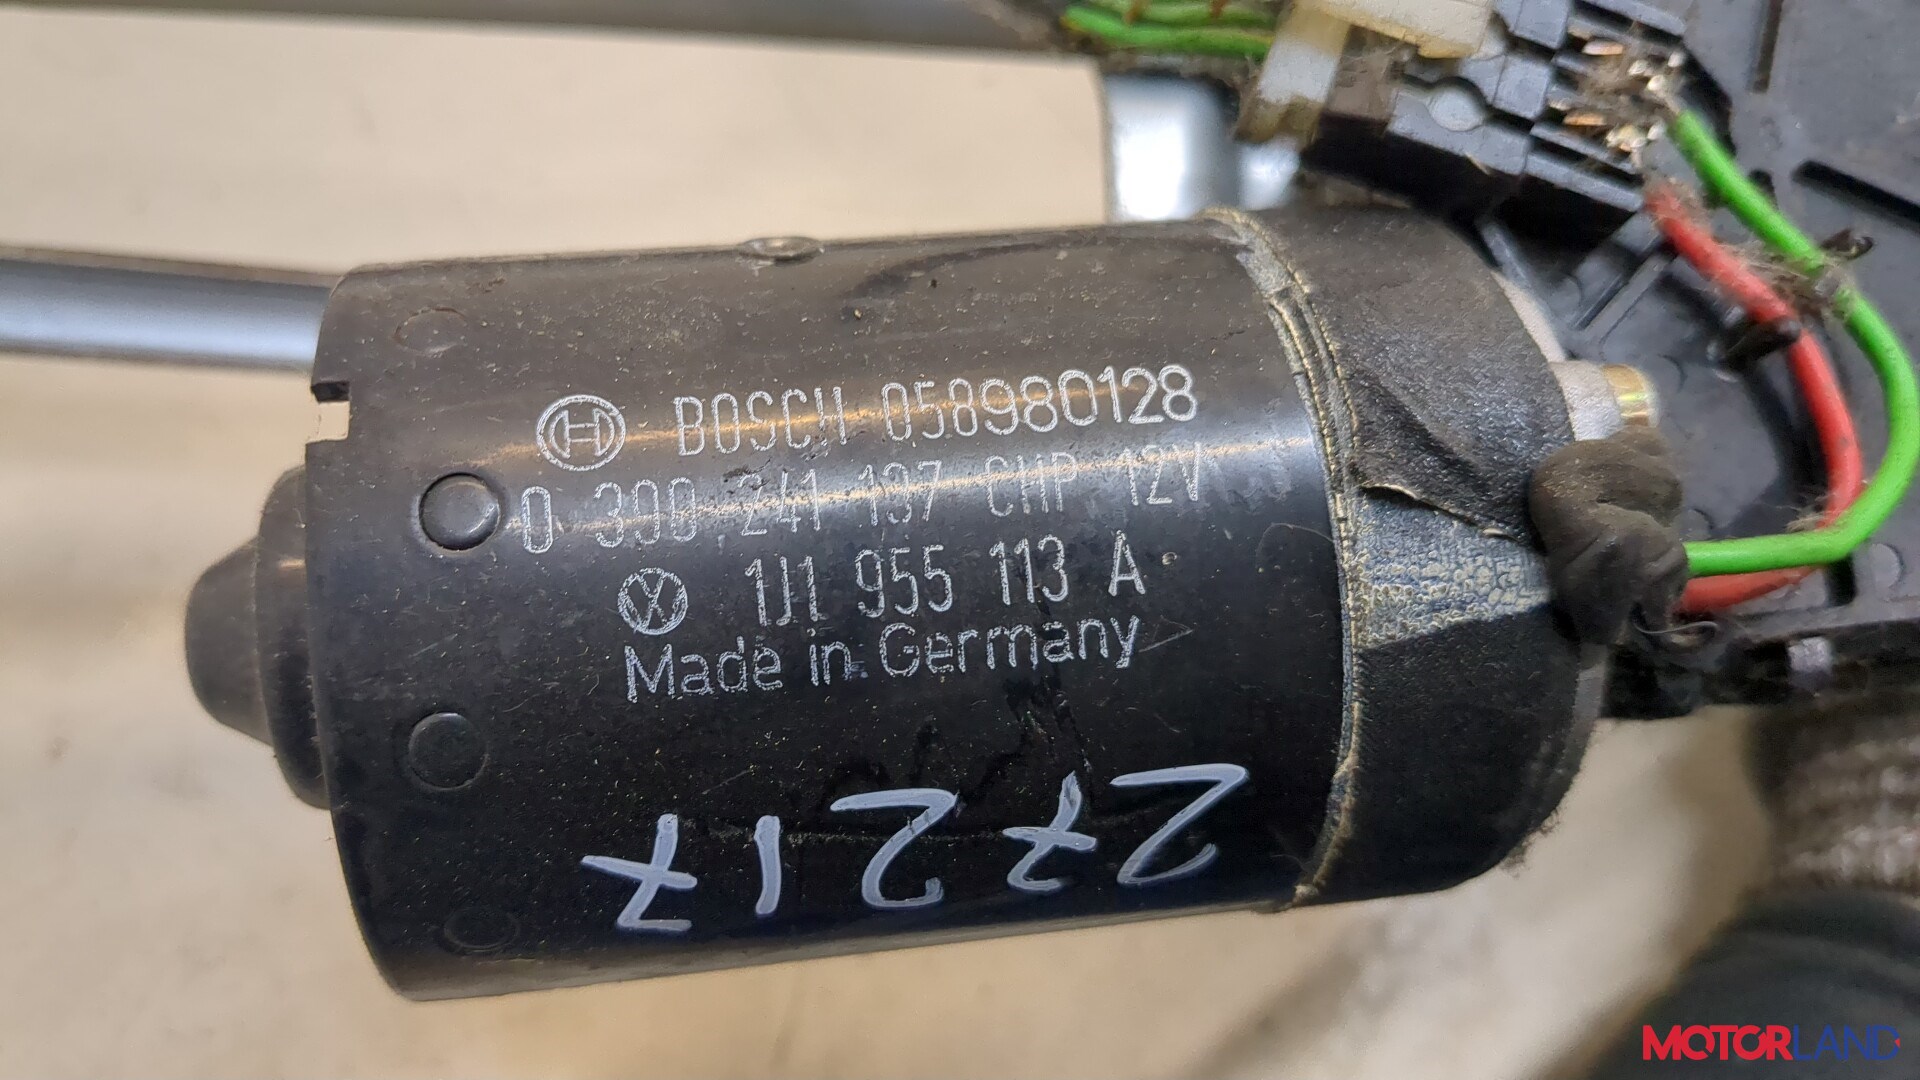 BOSCH 058980128
0 390 241 137 CHP 12V
1J1 955 113 A
Made in Germany
27217
MOTORLAND